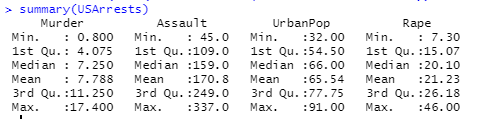 > summary(USArrests)
Murder Assault UrbanPop Rape
Min. : 0.800 Min. : 45.0 Min. :32.00 Min. : 7.30
1st Qu.: 4.075 1st Qu.:109.0 1st Qu.:54.50 1st Qu.:15.07
Median : 7.250 Median :159.0 Median :66.00 Median :20.10
Mean : 7.788 Mean :170.8 Mean :65.54 Mean :21.23
3rd Qu.:11.250 3rd Qu.:249.0 3rd Qu.:77.75 3rd Qu.:26.18
Max. :17.400 Max. :337.0 Max. :91.00 Max. :46.00